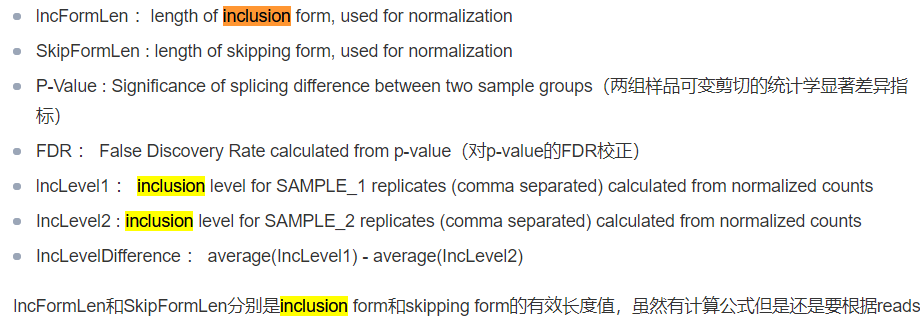 IncFormLen： length of inclusion form, used for normalization
SkipFormLen : length of skipping form, used for normalization
P-Value : Significance of splicing difference between two sample groups（两组样品可变剪切的统计学显著差异指
标）
FDR： False Discovery Rate calculated from p-value（对p-value的FDR校正）
IncLevel1： inclusion level for SAMPLE_1 replicates (comma separated) calculated from normalized counts
IncLevel2 : inclusion level for SAMPLE_2 replicates (comma separated) calculated from normalized counts
IncLevelDifference： average(IncLevel1) - average(IncLevel2)
IncFormLen和SkipFormLen分别是inclusion form和skipping form的有效长度值，虽然有计算公式但是还是要根据reads